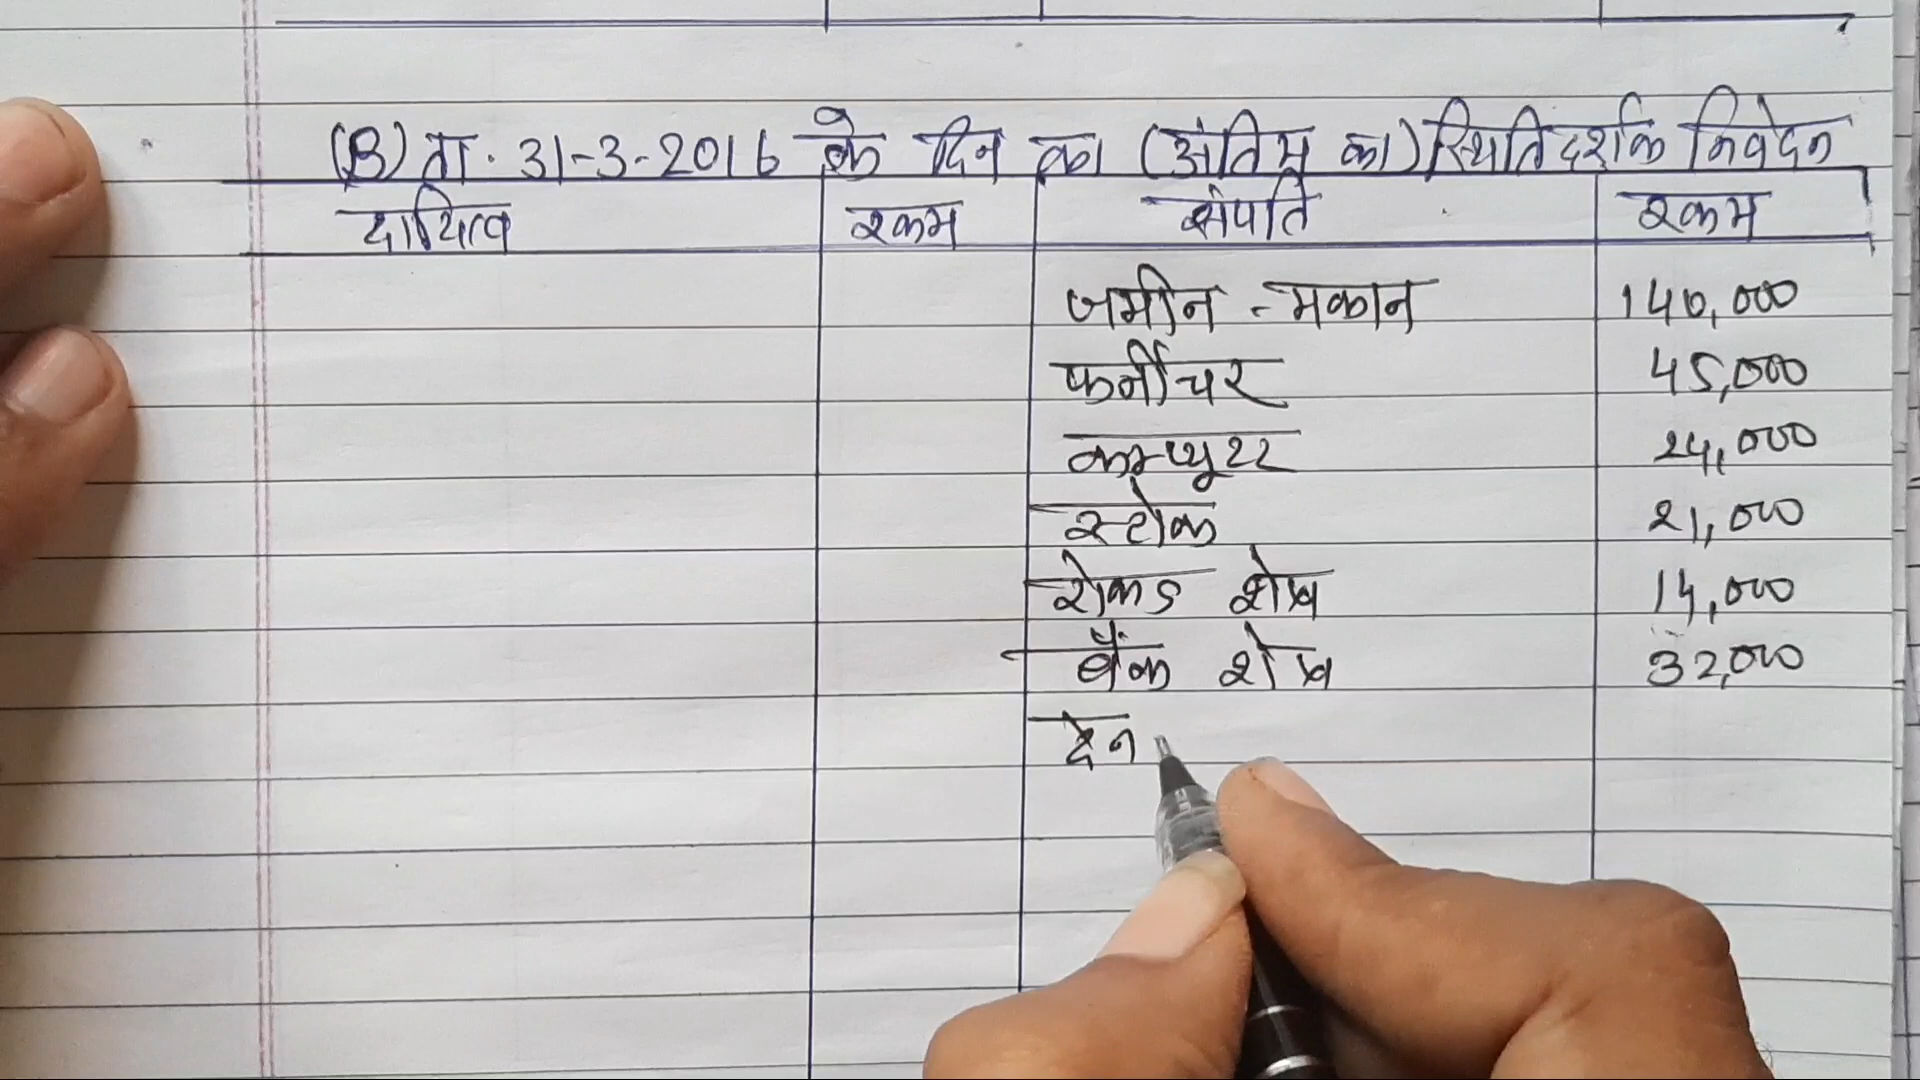 (B) ता. 31-3-2016 के दिन का (अंतिम का) स्थितिदर्शक निवेदन
दायित्व रकम संपति रकम
जमीन - मकान 140,000
फर्नीचर 45,000
कम्प्युटर 24,000
स्टोक 21,000
रोकड शेष 14,000
बैंक शेष 32,000
देन